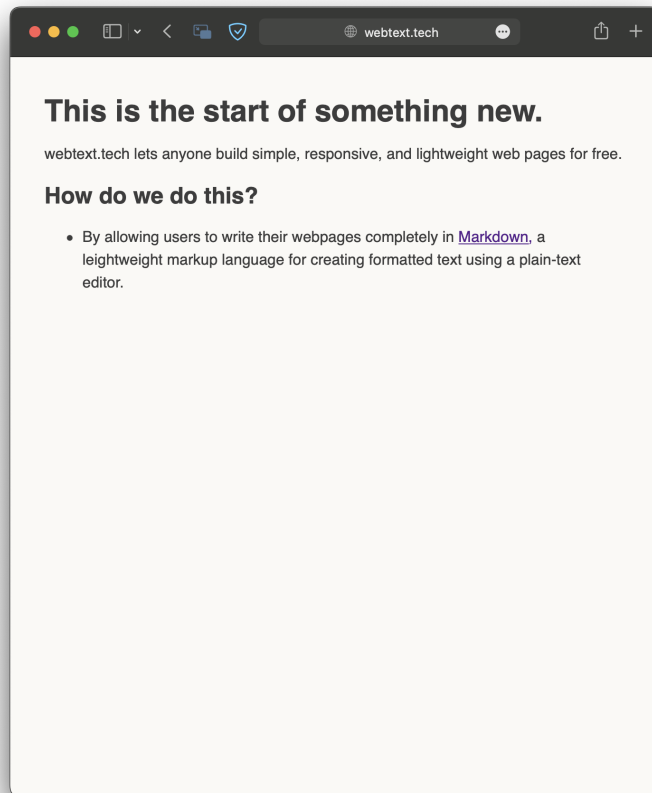 webtext.tech
This is the start of something new.
webtext.tech lets anyone build simple, responsive, and lightweight web pages for free.
How do we do this?
• By allowing users to write their webpages completely in Markdown, a
leightweight markup language for creating formatted text using a plain-text
editor.